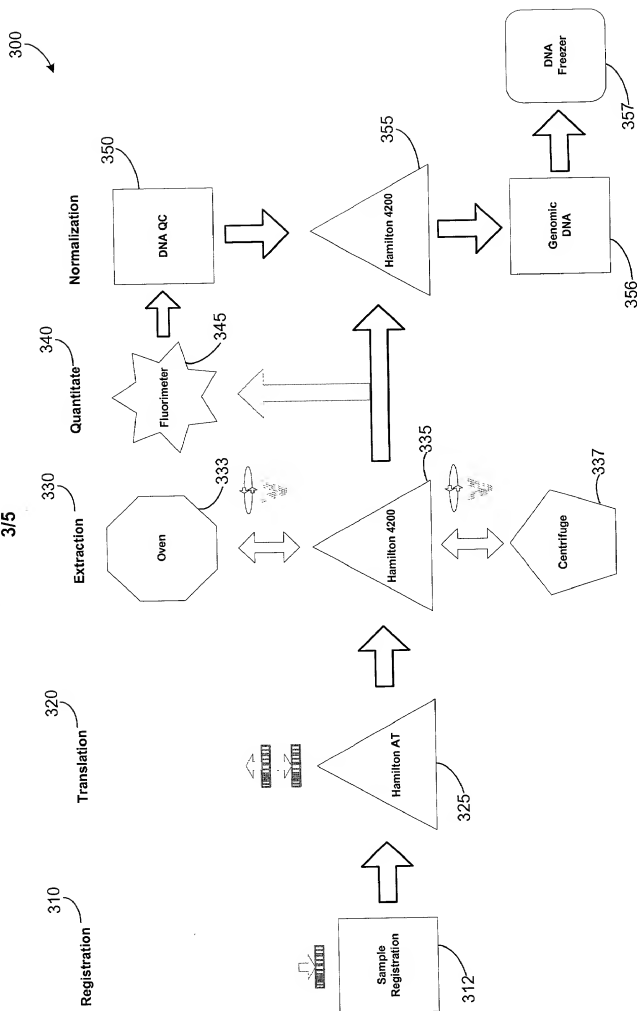 3/5
300
Registration
310
Translation
320
Extraction
330
Quantitate
340
Normalization
Sample
Registration
312
Hamilton AT
325
Oven
333
Hamilton 4200
335
Centrifuge
337
Fluorimeter
345
DNA QC
350
Hamilton 4200
355
Genomic
DNA
356
DNA
Freezer
357